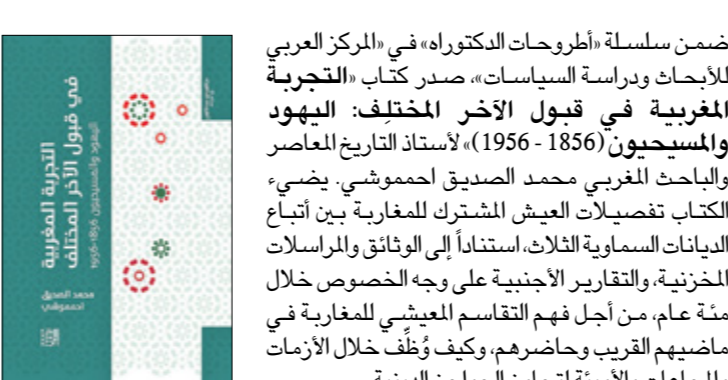 ضمن سلسلة «أطروحات الدكتوراه» في «المركز العربي
للأبحاث ودراسة السياسات»، صدر كتاب «التجربة
المغربية في قبول الآخر المختلِف: اليهود
والمسيحيون (1856 - 1956)» لأستاذ التاريخ المعاصر
والباحث المغربي محمد الصديق احمموشي. يضيء
الكتاب تفصيلات العيش المشترك للمغاربة بين أتباع
الديانات السماوية الثلاث، استناداً إلى الوثائق والمراسلات
المخزنية، والتقارير الأجنبية على وجه الخصوص خلال
مئة عام، من أجل فهم التقاسم المعيشي للمغاربة في
ماضيهم القريب وحاضرهم، وكيف وُظِّف خلال الأزمات
التجربة المغربية
في قبول الآخر المختلف
اليهود والمسيحيون 1856-1956
محمد الصديق
احمموشي